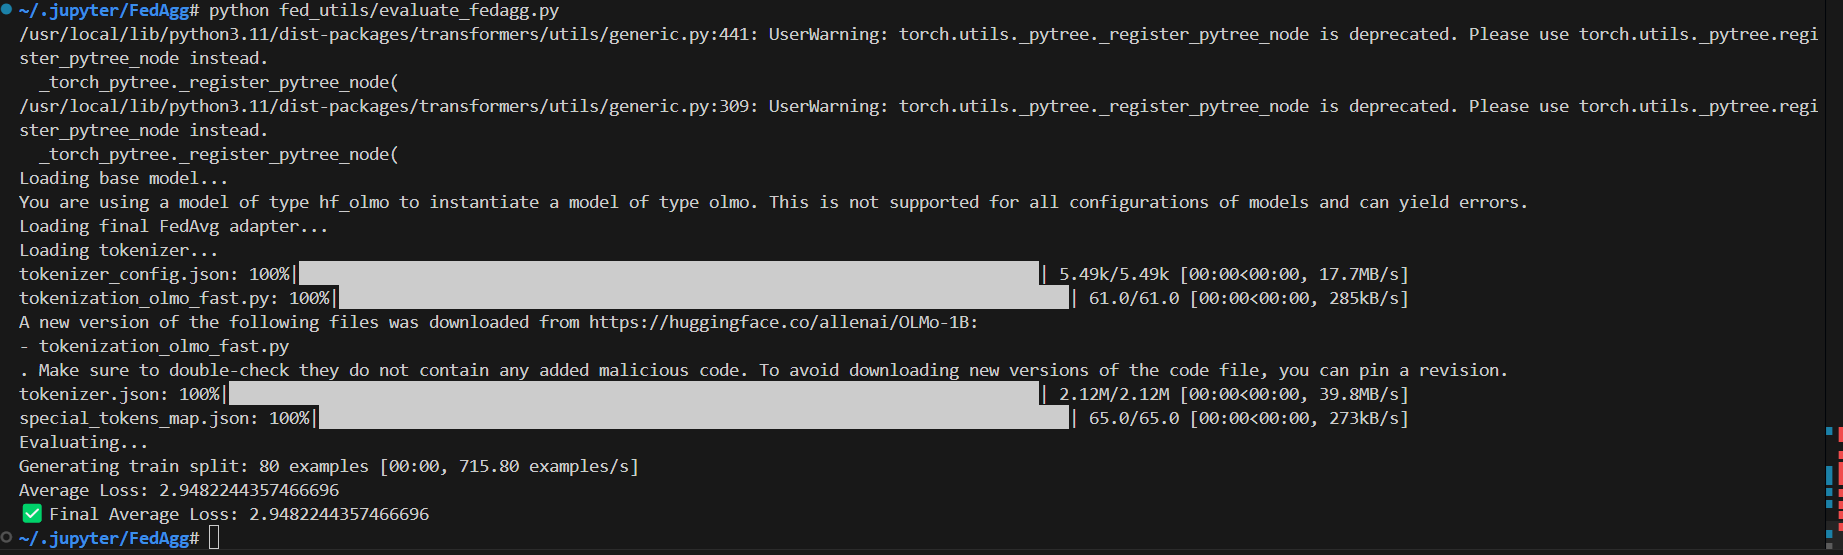 ~/.jupyter/FedAgg# python fed_utils/evaluate_fedagg.py
/usr/local/lib/python3.11/dist-packages/transformers/utils/generic.py:441: UserWarning: torch.utils._pytree._register_pytree_node is deprecated. Please use torch.utils._pytree.regi
ster_pytree_node instead.
  _torch_pytree._register_pytree_node(
/usr/local/lib/python3.11/dist-packages/transformers/utils/generic.py:309: UserWarning: torch.utils._pytree._register_pytree_node is deprecated. Please use torch.utils._pytree.regi
ster_pytree_node instead.
  _torch_pytree._register_pytree_node(
Loading base model...
You are using a model of type hf_olmo to instantiate a model of type olmo. This is not supported for all configurations of models and can yield errors.
Loading final FedAvg adapter...
Loading tokenizer...
tokenizer_config.json: 100%| | 5.49k/5.49k [00:00<00:00, 17.7MB/s]
tokenization_olmo_fast.py: 100%| | 61.0/61.0 [00:00<00:00, 285kB/s]
A new version of the following files was downloaded from https://huggingface.co/allenai/OLMo-1B:
- tokenization_olmo_fast.py
. Make sure to double-check they do not contain any added malicious code. To avoid downloading new versions of the code file, you can pin a revision.
tokenizer.json: 100%| | 2.12M/2.12M [00:00<00:00, 39.8MB/s]
special_tokens_map.json: 100%| | 65.0/65.0 [00:00<00:00, 273kB/s]
Evaluating...
Generating train split: 80 examples [00:00, 715.80 examples/s]
Average Loss: 2.9482244357466696
✅ Final Average Loss: 2.9482244357466696
~/.jupyter/FedAgg#